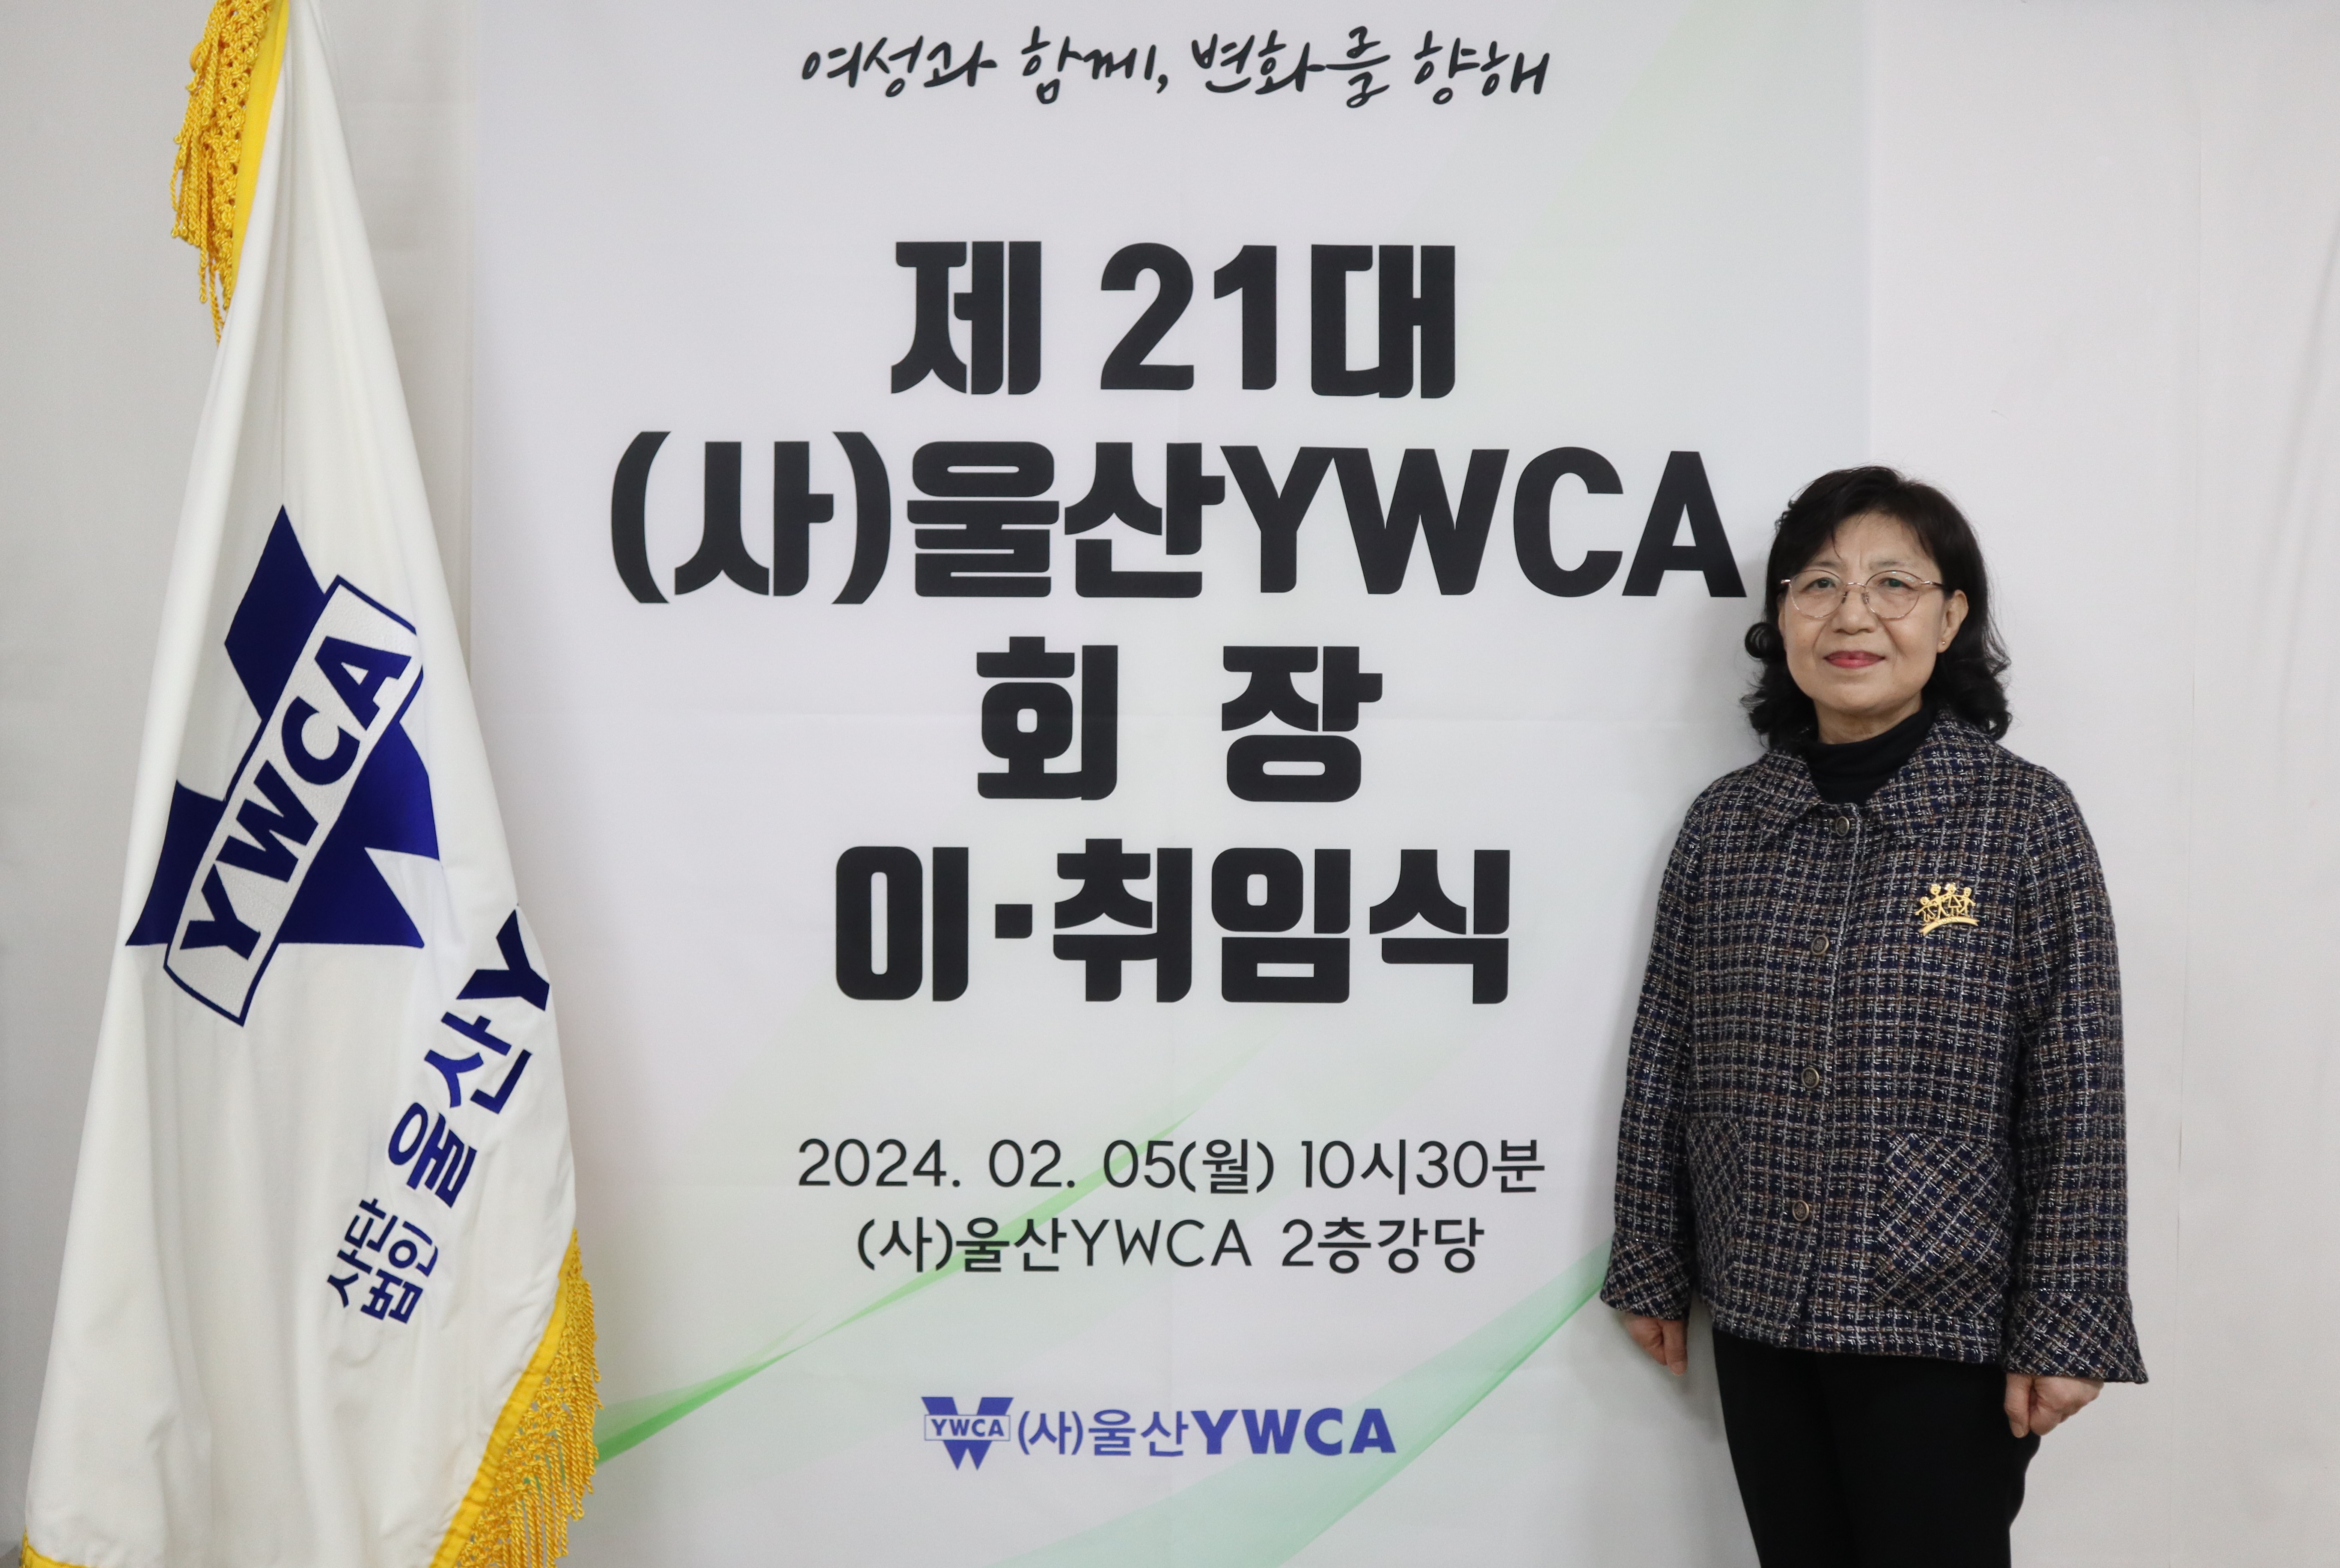 여성과 함께, 변화를 향해
제 21대
(사)울산YWCA
회 장
이·취임식
2024. 02. 05(월) 10시30분
(사)울산YWCA 2층강당
YWCA (사)울산YWCA
YWCA
사단
법인 울산Y